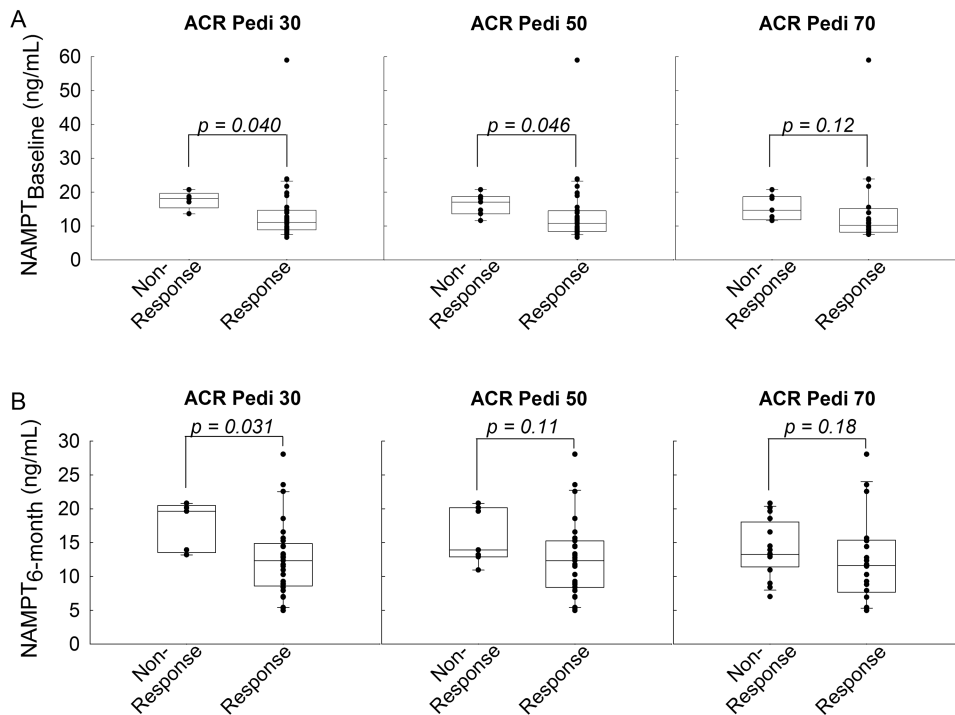 A
ACR Pedi 30
ACR Pedi 50
ACR Pedi 70
NAMPTBaseline (ng/mL)
60
50
40
30
20
10
0
p = 0.040
p = 0.046
p = 0.12
Non-
Response
Response
Non-
Response
Response
Non-
Response
Response
B
ACR Pedi 30
ACR Pedi 50
ACR Pedi 70
NAMPT6-month (ng/mL)
30
25
20
15
10
5
0
p = 0.031
p = 0.11
p = 0.18
Non-
Response
Response
Non-
Response
Response
Non-
Response
Response